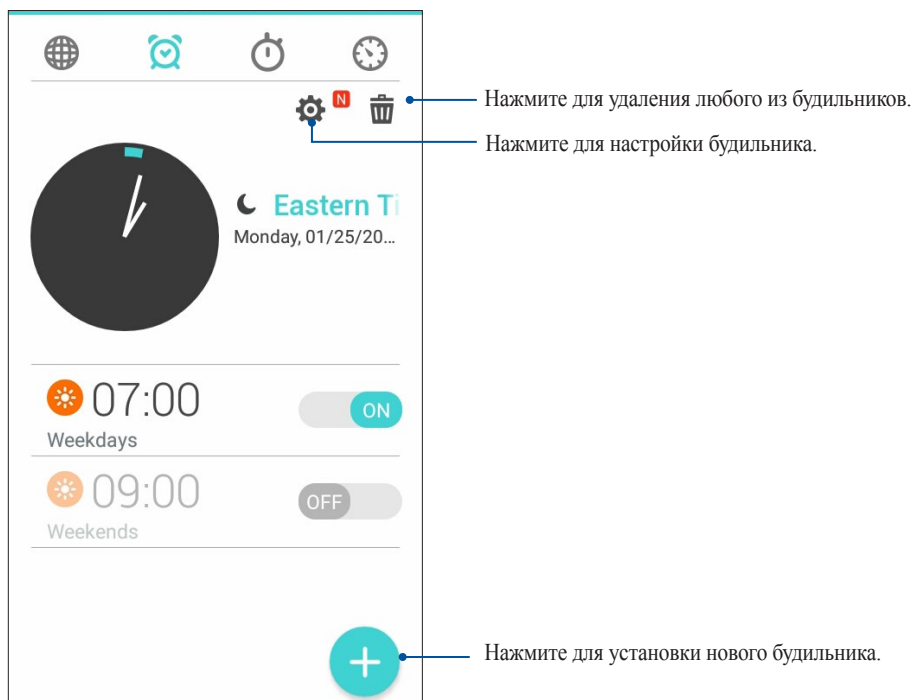 N
Нажмите для удаления любого из будильников.
Нажмите для настройки будильника.
Eastern Ti
Monday, 01/25/20...
07:00
ON
Weekdays
09:00
OFF
Weekends
Нажмите для установки нового будильника.